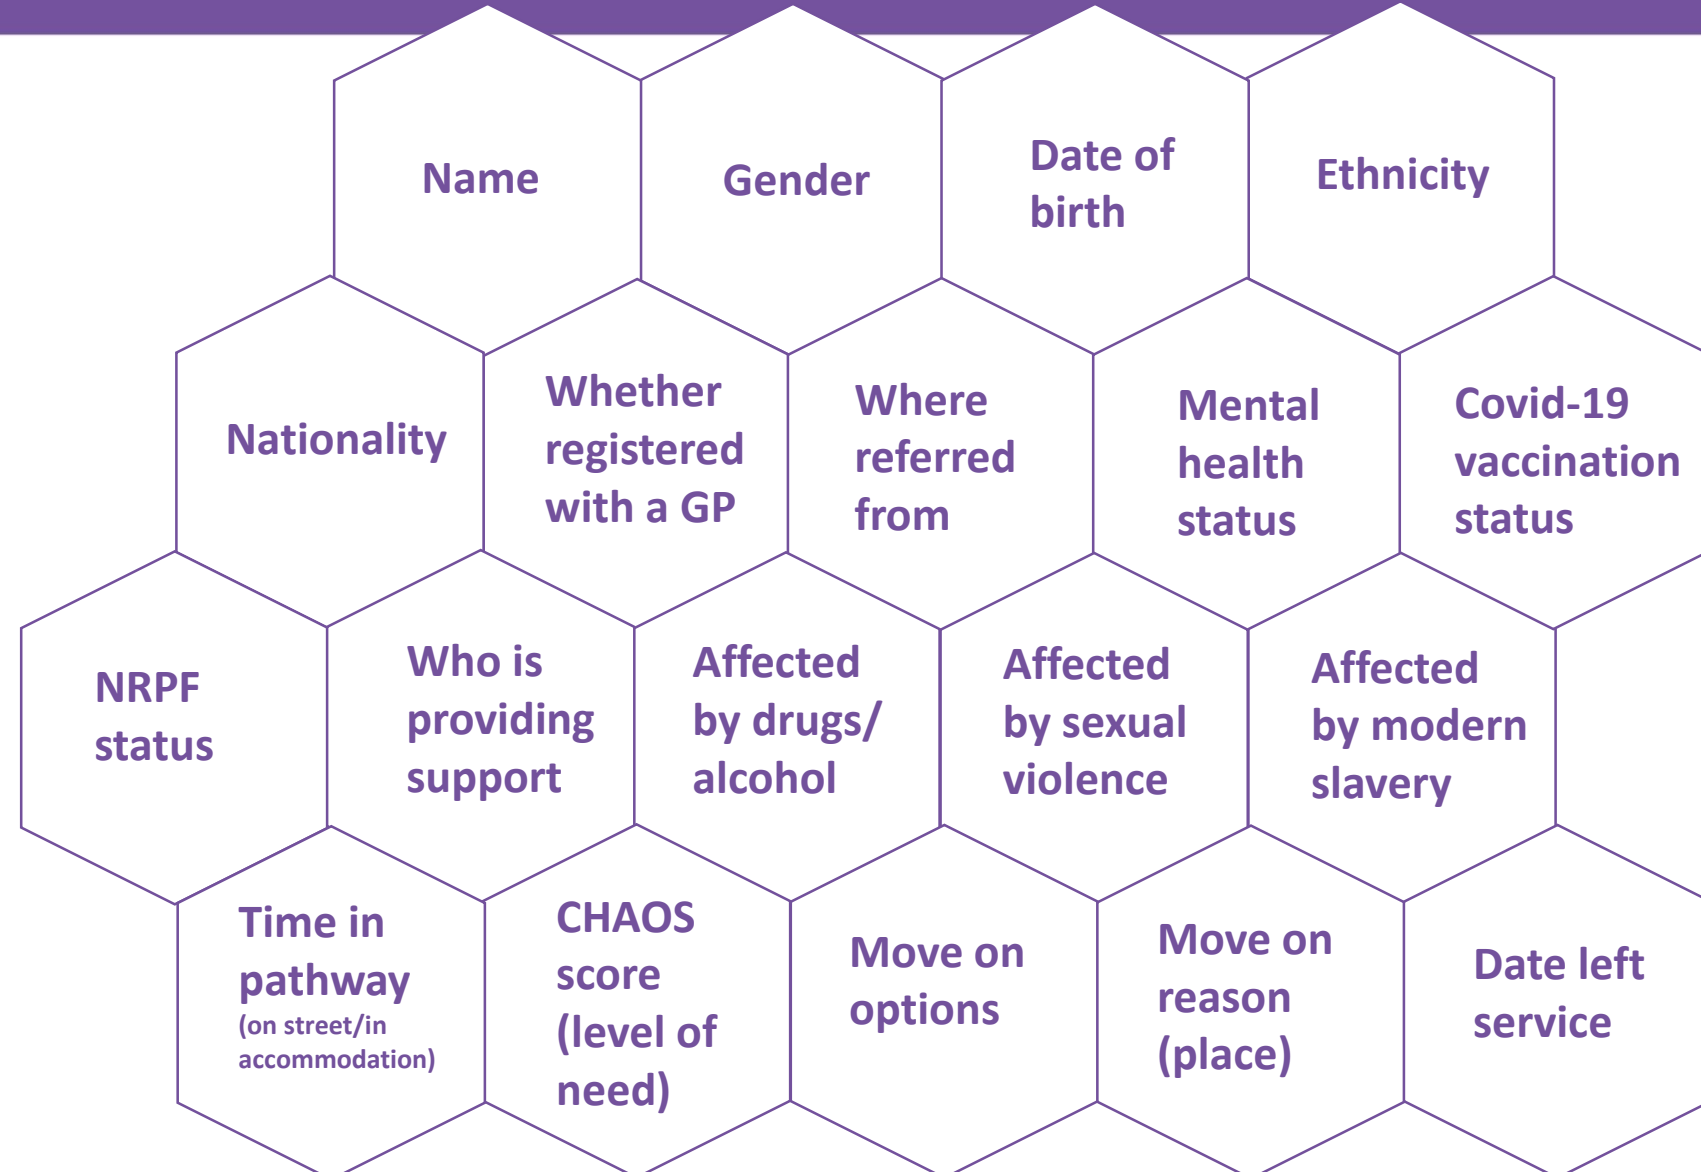 Name
Gender
Date of
birth
Ethnicity
Nationality
Whether
registered
with a GP
Where
referred
from
Mental
health
status
Covid-19
vaccination
status
NRPF
status
Who is
providing
support
Affected
by drugs/
alcohol
Affected
by sexual
violence
Affected
by modern
slavery
Time in
pathway
(on street/in
accommodation)
CHAOS
score
(level of
need)
Move on
options
Move on
reason
(place)
Date left
service